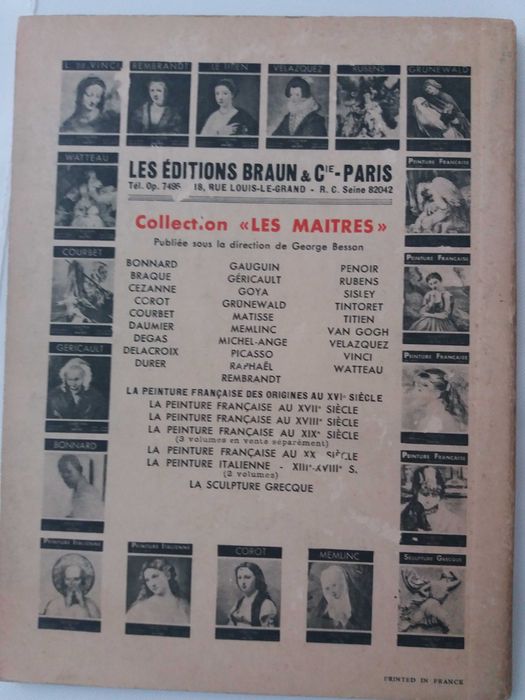 L. DE VINCI REMBRANDT LE TITIEN VELAZQUEZ RUBENS GRÜNEWALD
WATTEAU
LES ÉDITIONS BRAUN & CIE - PARIS
Tél. Op. 7495 18, RUE LOUIS-LE-GRAND - R. C. Seine 82042
PEINTURE FRANÇAISE
Collection «LES MAITRES»
Publiée sous la direction de George Besson
COURBET
PEINTURE FRANÇAISE
BONNARD GAUGUIN PENOIR
BRAQUE GÉRICAULT RUBENS
CEZANNE GOYA SISLEY
COROT GRUNEWALD TINTORET
COURBET MATISSE TITIEN
DAUMIER MEMLINC VAN GOGH
DEGAS MICHEL-ANGE VELAZQUEZ
DELACROIX PICASSO VINCI
DURER RAPHAËL WATTEAU
REMBRANDT
GÉRICAULT
PEINTURE FRANÇAISE
LA PEINTURE FRANÇAISE DES ORIGINES AU XVIe SIÈCLE
LA PEINTURE FRANÇAISE AU XVIIe SIÈCLE
LA PEINTURE FRANÇAISE AU XVIIIe SIÈCLE
LA PEINTURE FRANÇAISE AU XIXe SIÈCLE
(3 volumes en vente séparément)
LA PEINTURE FRANÇAISE AU XX SIÈCLE
LA PEINTURE ITALIENNE - XIIIe-XVIIIe S.
(2 volumes)
LA SCULPTURE GRECQUE
BONNARD
PEINTURE FRANÇAISE
PEINTURE ITALIENNE PEINTURE ITALIENNE COROT MEMLINC SCULPTURE GRECQUE
PRINTED IN FRANCE